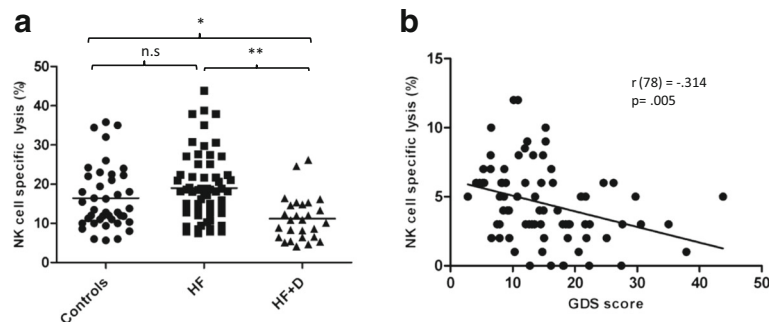 a
*
n.s
**
NK cell specific lysis (%)
50
40
30
20
10
0
Controls
HF
HF+D
b
r (78) = -.314
p= .005
NK cell specific lysis (%)
15
10
5
0
0
10
20
30
40
50
GDS score